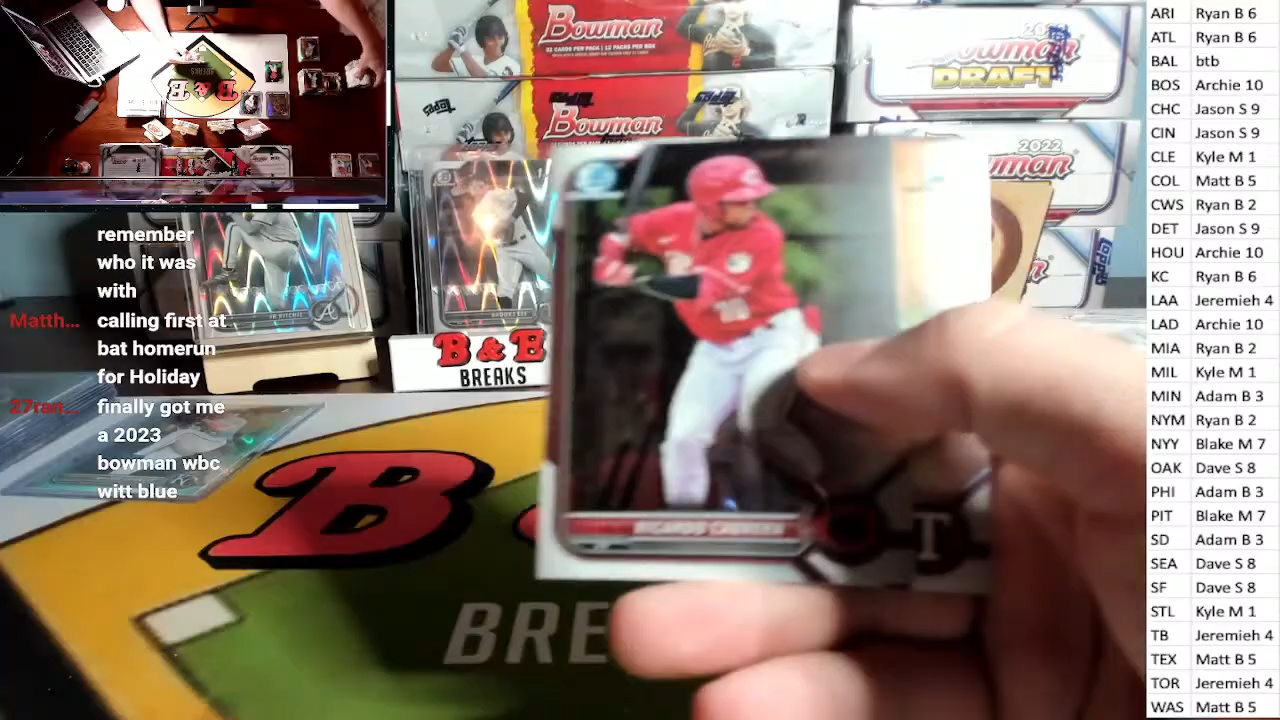 remember
who it was
with
Matth... calling first at
bat homerun
for Holiday
27ran... finally got me
a 2023
bowman wbc
witt blue
Bowman
Bowman
Topps
Bowman
DRAFT
2022
Bowman
B & B
BREAKS
B
BRE
RICARDO CABRERA
T
ARI Ryan B 6
ATL Ryan B 6
BAL btb
BOS Archie 10
CHC Jason S 9
CIN Jason S 9
CLE Kyle M 1
COL Matt B 5
CWS Ryan B 2
DET Jason S 9
HOU Archie 10
KC Ryan B 6
LAA Jeremieh 4
LAD Archie 10
MIA Ryan B 2
MIL Kyle M 1
MIN Adam B 3
NYM Ryan B 2
NYY Blake M 7
OAK Dave S 8
PHI Adam B 3
PIT Blake M 7
SD Adam B 3
SEA Dave S 8
SF Dave S 8
STL Kyle M 1
TB Jeremieh 4
TEX Matt B 5
TOR Jeremieh 4
WAS Matt B 5